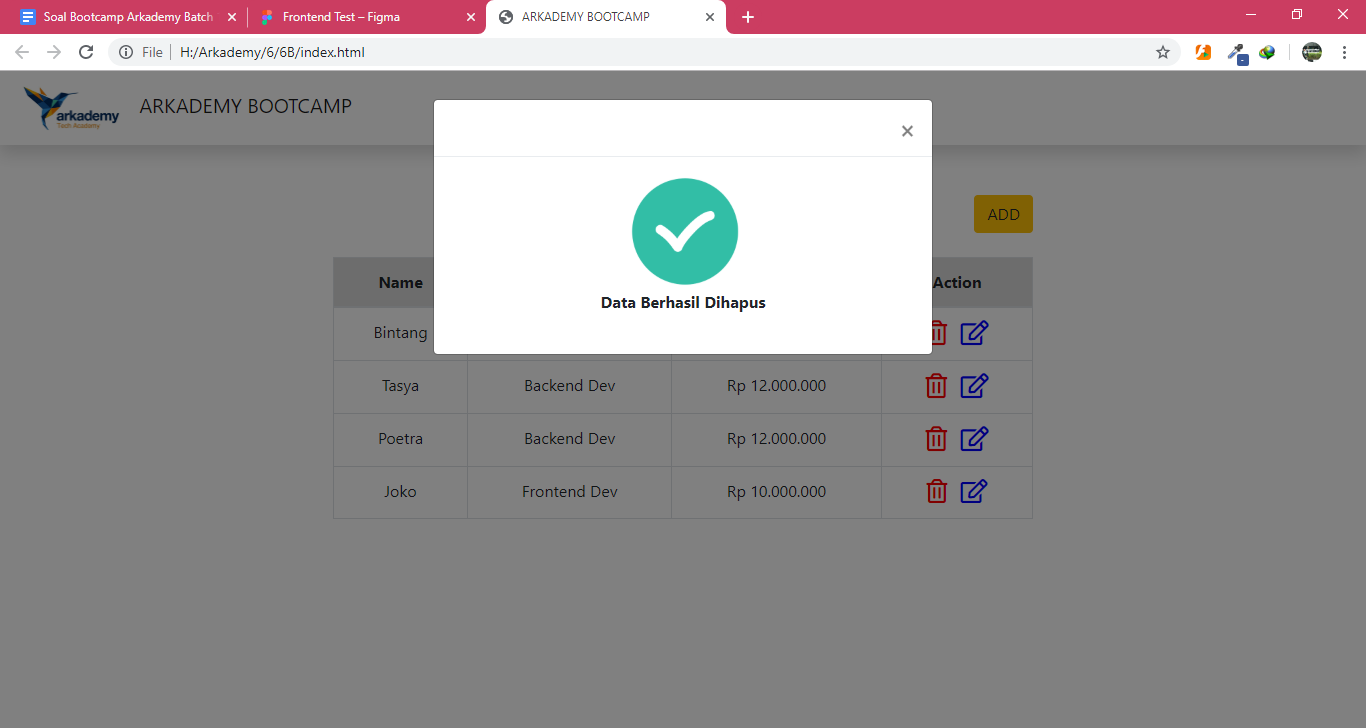 Soal Bootcamp Arkademy Batch
Frontend Test – Figma
ARKADEMY BOOTCAMP
File
H:/Arkademy/6/6B/index.html
arkademy
Tech Academy
ARKADEMY BOOTCAMP
×
Data Berhasil Dihapus
ADD
Name
Action
Bintang
Tasya
Backend Dev
Rp 12.000.000
Poetra
Backend Dev
Rp 12.000.000
Joko
Frontend Dev
Rp 10.000.000